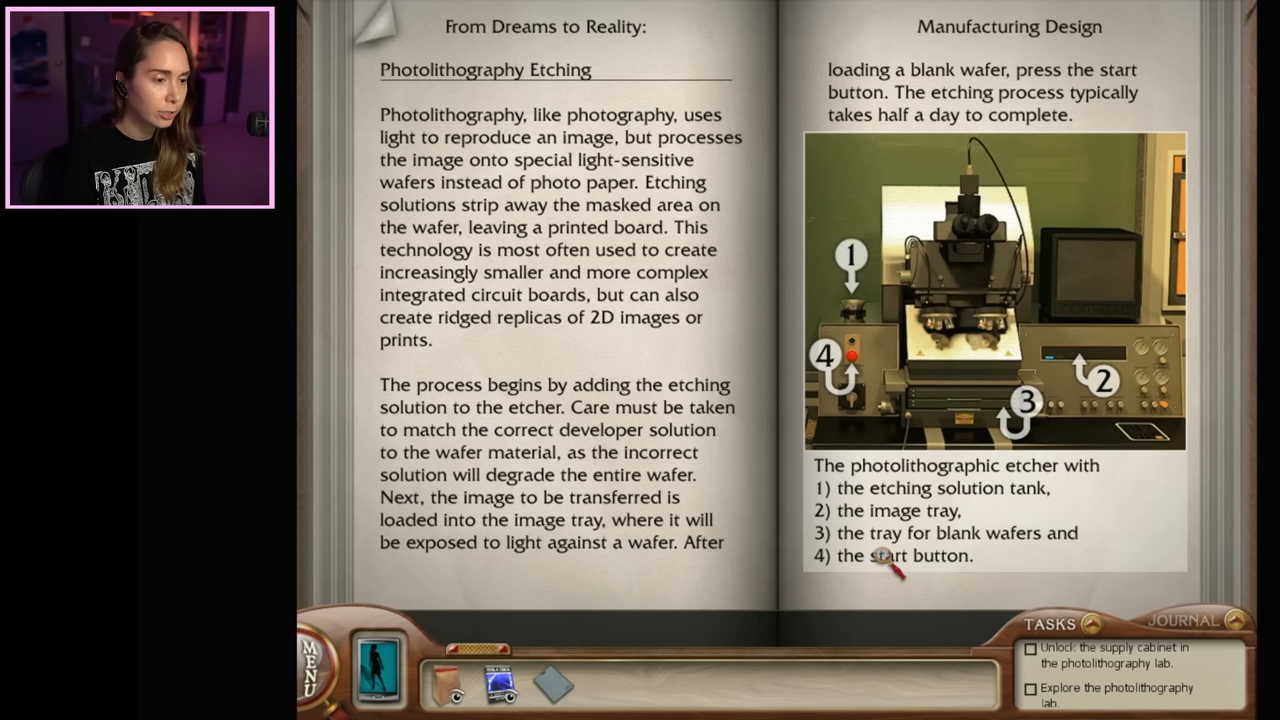 From Dreams to Reality:
Photolithography Etching
Photolithography, like photography, uses
light to reproduce an image, but processes
the image onto special light-sensitive
wafers instead of photo paper. Etching
solutions strip away the masked area on
the wafer, leaving a printed board. This
technology is most often used to create
increasingly smaller and more complex
integrated circuit boards, but can also
create ridged replicas of 2D images or
prints.
The process begins by adding the etching
solution to the etcher. Care must be taken
to match the correct developer solution
to the wafer material, as the incorrect
solution will degrade the entire wafer.
Next, the image to be transferred is
loaded into the image tray, where it will
be exposed to light against a wafer. After
Manufacturing Design
loading a blank wafer, press the start
button. The etching process typically
takes half a day to complete.
1
4
2
3
The photolithographic etcher with
1) the etching solution tank,
2) the image tray,
3) the tray for blank wafers and
4) the start button.
MENU
TASKS
JOURNAL
Unlock the supply cabinet in
the photolithography lab.
Explore the photolithography
lab.